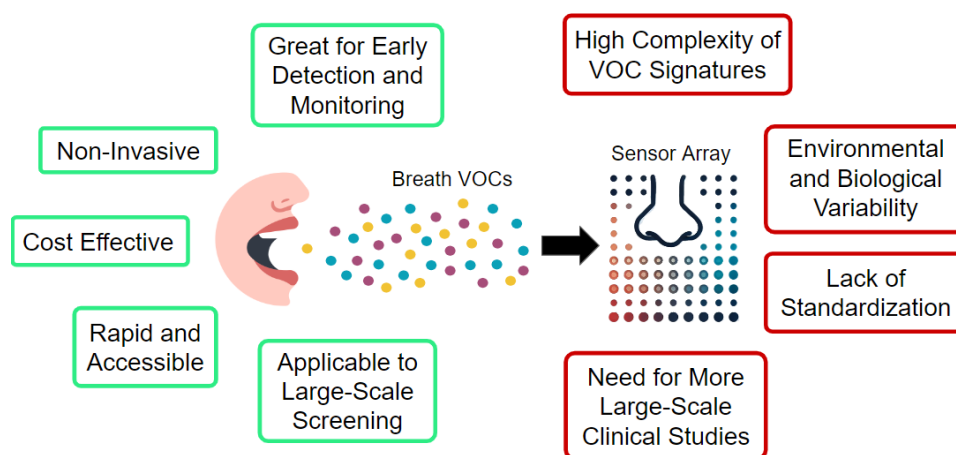 Great for Early
Detection and
Monitoring
High Complexity of
VOC Signatures
Non-Invasive
Breath VOCs
Sensor Array
Environmental
and Biological
Variability
Cost Effective
Lack of
Standardization
Rapid and
Accessible
Applicable to
Large-Scale
Screening
Need for More
Large-Scale
Clinical Studies